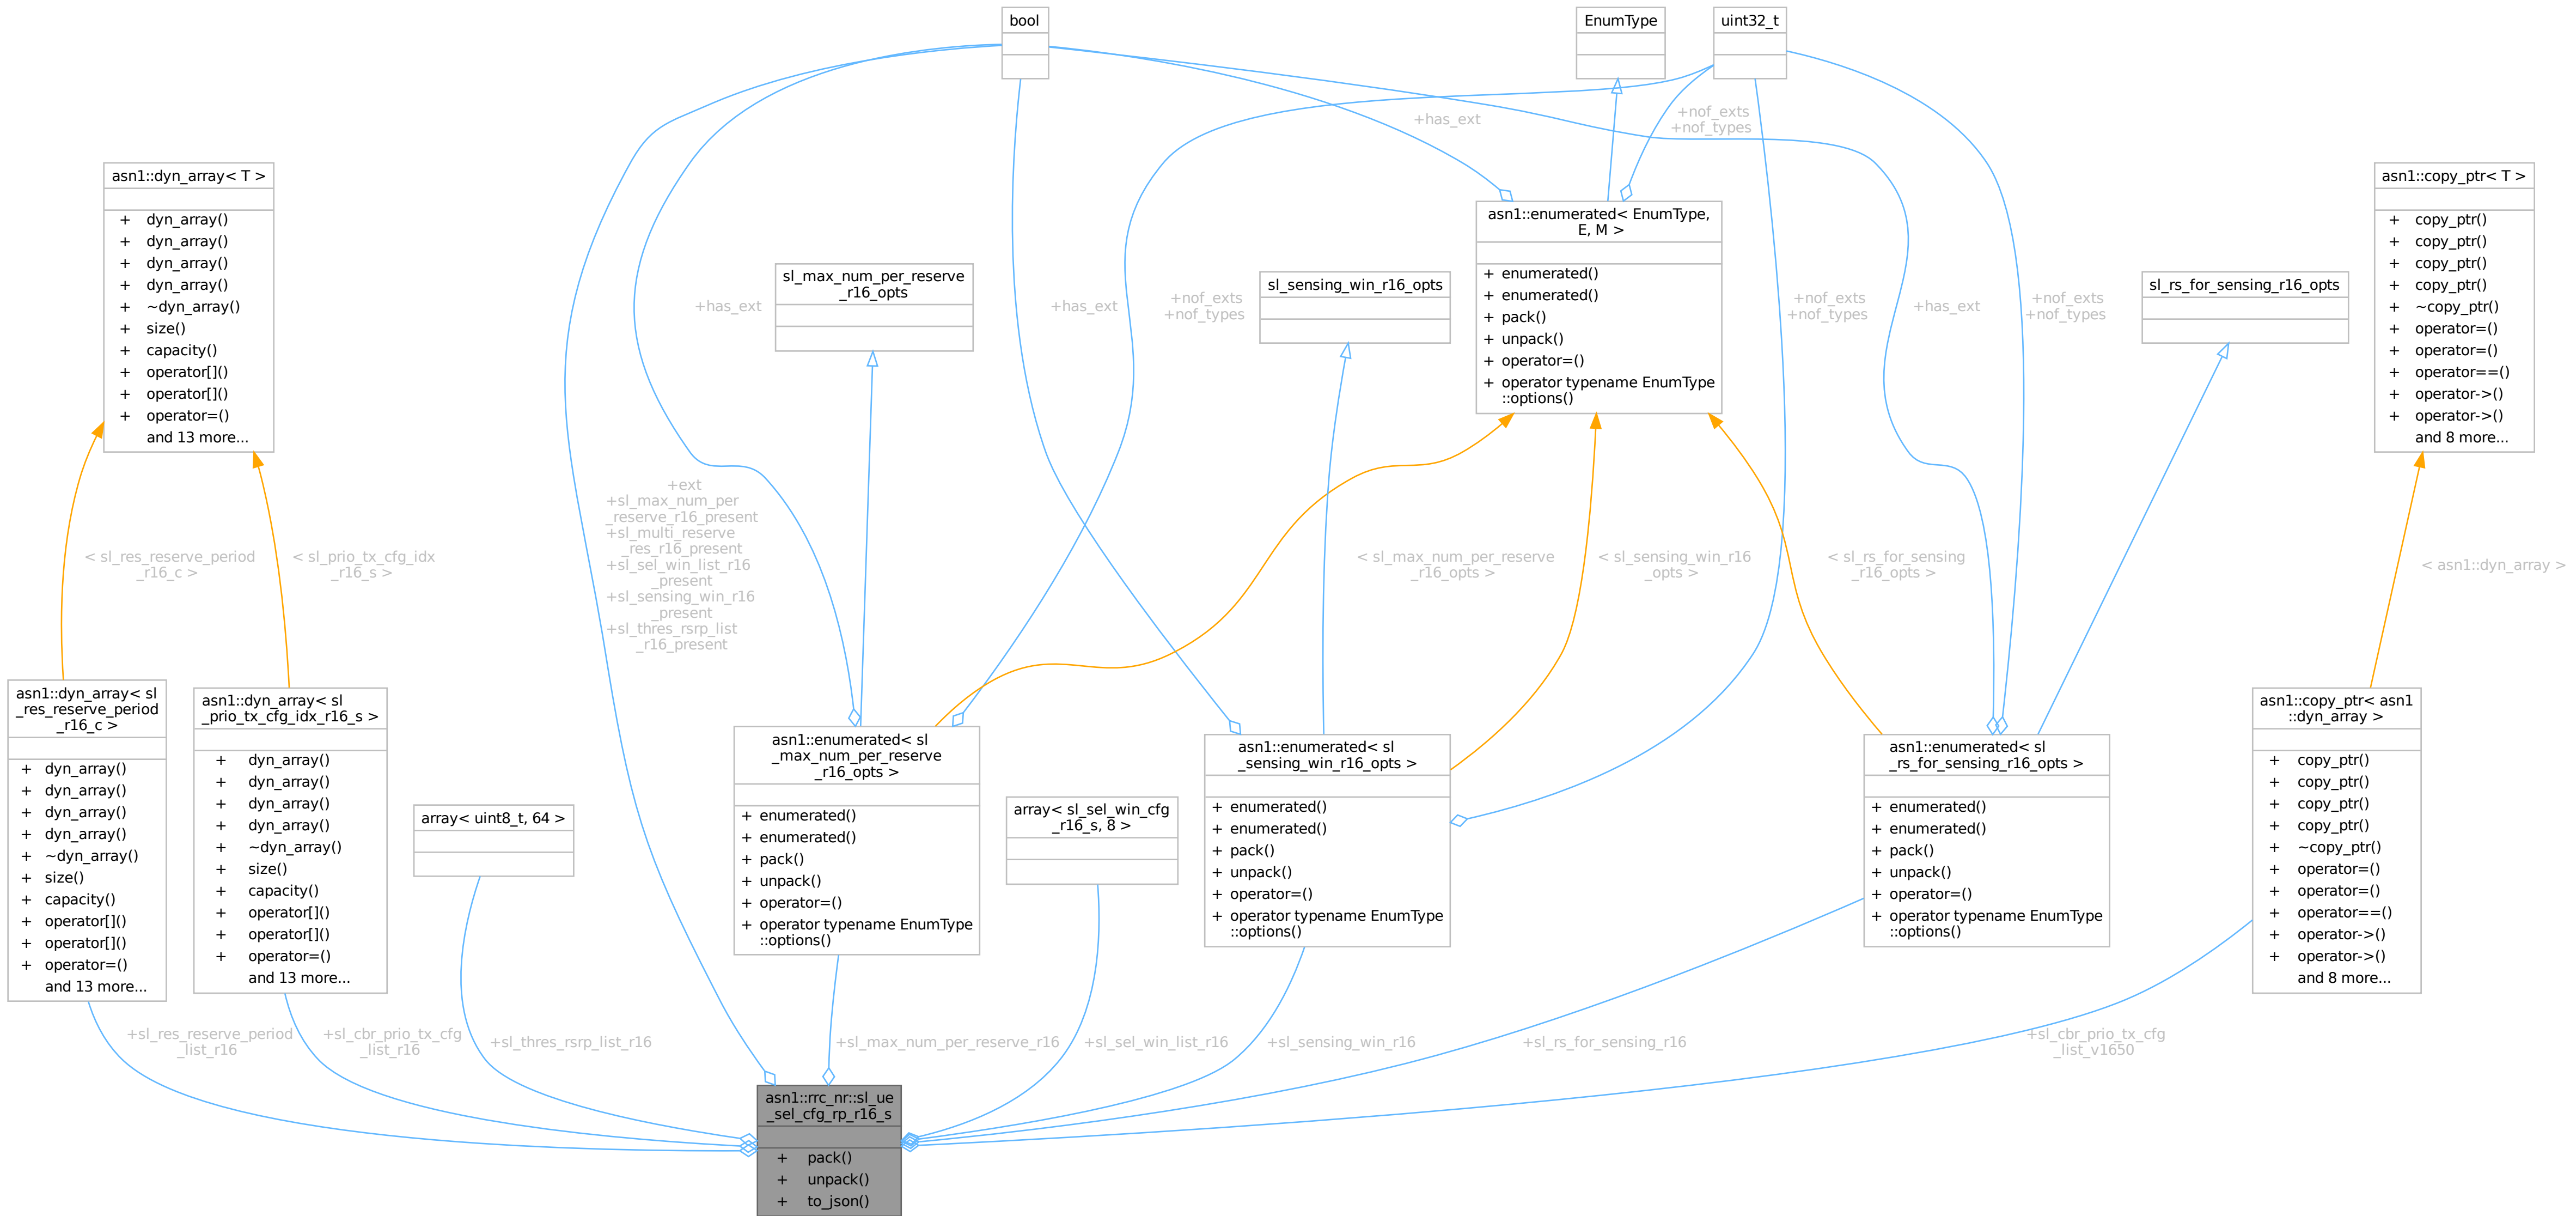 bool
EnumType
uint32_t
+has_ext
+nof_exts
+nof_types
asn1::dyn_array< T >
+ dyn_array()
+ dyn_array()
+ dyn_array()
+ dyn_array()
+ ~dyn_array()
+ size()
+ capacity()
+ operator[]()
+ operator[]()
+ operator=()
and 13 more...
asn1::enumerated< EnumType,
E, M >
+ enumerated()
+ enumerated()
+ pack()
+ unpack()
+ operator=()
+ operator typename EnumType
::options()
asn1::copy_ptr< T >
+ copy_ptr()
+ copy_ptr()
+ copy_ptr()
+ copy_ptr()
+ ~copy_ptr()
+ operator=()
+ operator=()
+ operator==()
+ operator->()
+ operator->()
and 8 more...
+has_ext
sl_max_num_per_reserve
_r16_opts
+has_ext
+nof_exts
+nof_types
sl_sensing_win_r16_opts
+nof_exts
+nof_types
+has_ext
+nof_exts
+nof_types
sl_rs_for_sensing_r16_opts
< sl_res_reserve_period
_r16_c >
< sl_prio_tx_cfg_idx
_r16_s >
+ext
+sl_max_num_per
_reserve_r16_present
+sl_multi_reserve
_res_r16_present
+sl_sel_win_list_r16
_present
+sl_sensing_win_r16
_present
+sl_thres_rsrp_list
_r16_present
< sl_max_num_per_reserve
_r16_opts >
< sl_sensing_win_r16
_opts >
< sl_rs_for_sensing
_r16_opts >
< asn1::dyn_array >
asn1::dyn_array< sl
_res_reserve_period
_r16_c >
+ dyn_array()
+ dyn_array()
+ dyn_array()
+ dyn_array()
+ ~dyn_array()
+ size()
+ capacity()
+ operator[]()
+ operator[]()
+ operator=()
and 13 more...
asn1::dyn_array< sl
_prio_tx_cfg_idx_r16_s >
+ dyn_array()
+ dyn_array()
+ dyn_array()
+ dyn_array()
+ ~dyn_array()
+ size()
+ capacity()
+ operator[]()
+ operator[]()
+ operator=()
and 13 more...
array< uint8_t, 64 >
asn1::enumerated< sl
_max_num_per_reserve
_r16_opts >
+ enumerated()
+ enumerated()
+ pack()
+ unpack()
+ operator=()
+ operator typename EnumType
::options()
array< sl_sel_win_cfg
_r16_s, 8 >
asn1::enumerated< sl
_sensing_win_r16_opts >
+ enumerated()
+ enumerated()
+ pack()
+ unpack()
+ operator=()
+ operator typename EnumType
::options()
asn1::enumerated< sl
_rs_for_sensing_r16_opts >
+ enumerated()
+ enumerated()
+ pack()
+ unpack()
+ operator=()
+ operator typename EnumType
::options()
asn1::copy_ptr< asn1
::dyn_array >
+ copy_ptr()
+ copy_ptr()
+ copy_ptr()
+ copy_ptr()
+ ~copy_ptr()
+ operator=()
+ operator=()
+ operator==()
+ operator->()
+ operator->()
and 8 more...
+sl_res_reserve_period
_list_r16
+sl_cbr_prio_tx_cfg
_list_r16
+sl_thres_rsrp_list_r16
+sl_max_num_per_reserve_r16
+sl_sel_win_list_r16
+sl_sensing_win_r16
+sl_rs_for_sensing_r16
+sl_cbr_prio_tx_cfg
_list_v1650
asn1::rrc_nr::sl_ue
_sel_cfg_rp_r16_s
+ pack()
+ unpack()
+ to_json()